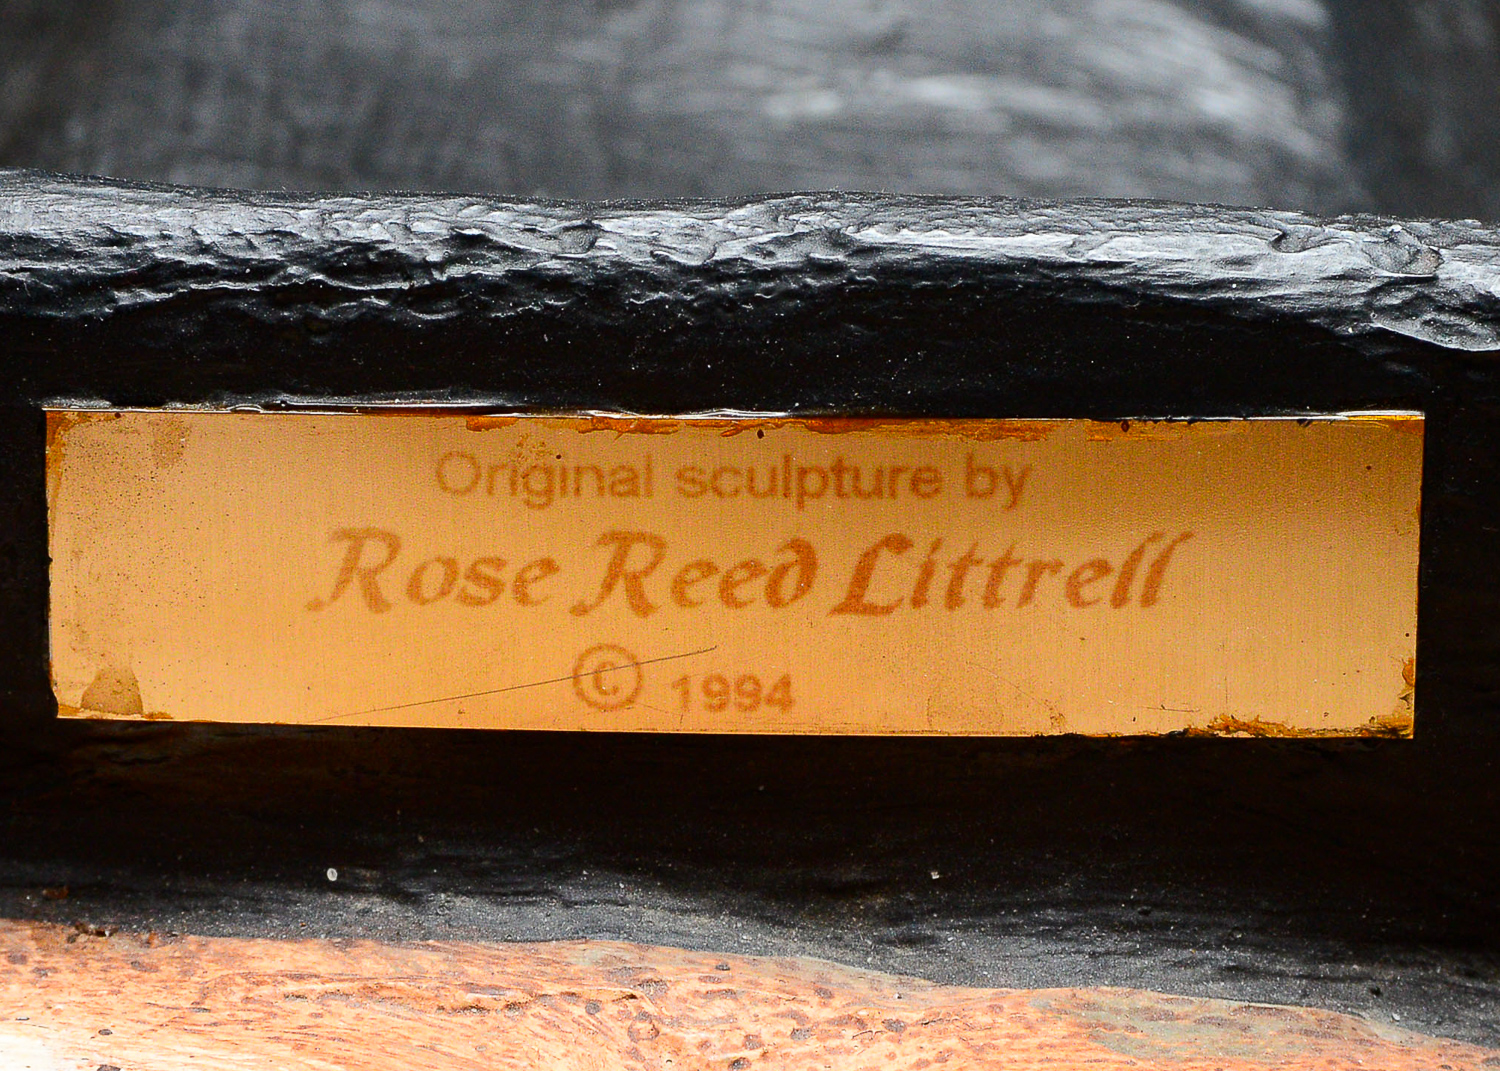 Original sculpture by
Rose Reed Littrell
© 1994